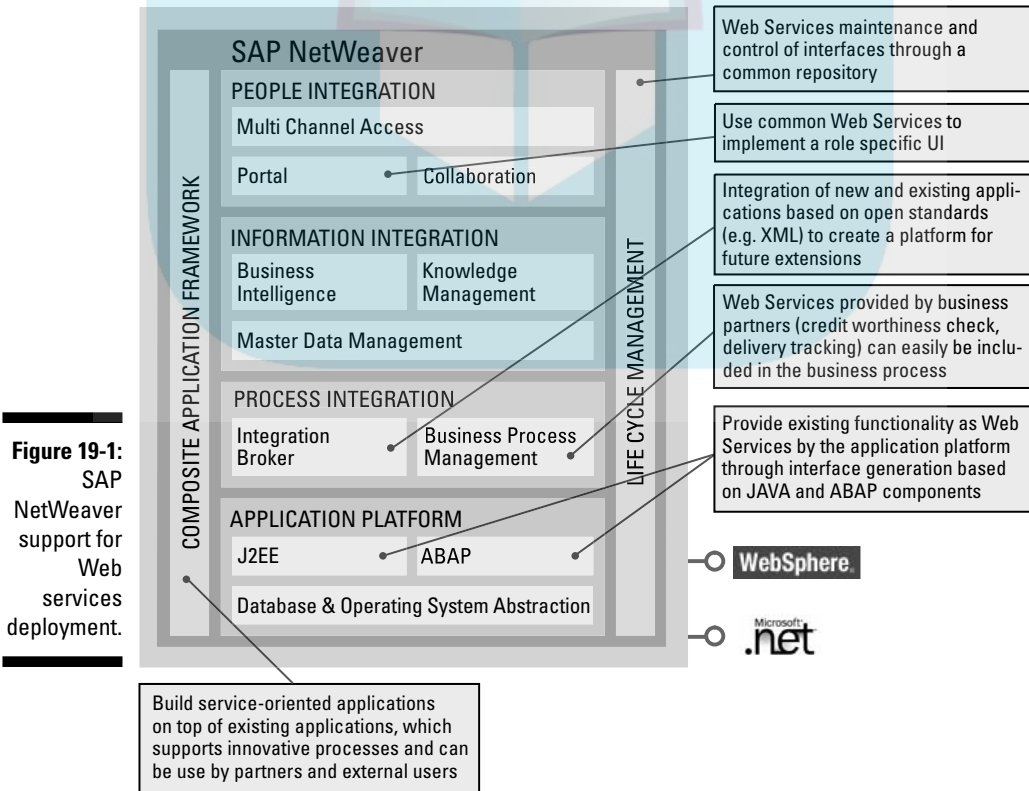 SAP NetWeaver
PEOPLE INTEGRATION
Multi Channel Access
Portal
Collaboration
INFORMATION INTEGRATION
Business
Intelligence
Knowledge
Management
Master Data Management
PROCESS INTEGRATION
Integration
Broker
Business Process
Management
APPLICATION PLATFORM
J2EE
ABAP
Database & Operating System Abstraction
COMPOSITE APPLICATION FRAMEWORK
LIFE CYCLE MANAGEMENT
Web Services maintenance and
control of interfaces through a
common repository
Use common Web Services to
implement a role specific UI
Integration of new and existing appli-
cations based on open standards
(e.g. XML) to create a platform for
future extensions
Web Services provided by business
partners (credit worthiness check,
delivery tracking) can easily be inclu-
ded in the business process
Provide existing functionality as Web
Services by the application platform
through interface generation based
on JAVA and ABAP components
WebSphere.
Microsoft
.net
Build service-oriented applications
on top of existing applications, which
supports innovative processes and can
be use by partners and external users
Figure 19-1:
SAP
NetWeaver
support for
Web
services
deployment.